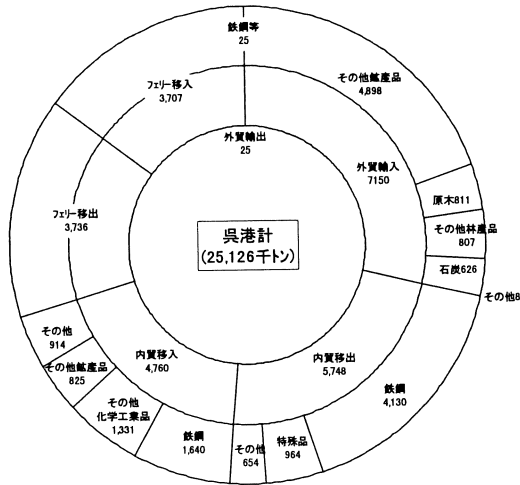 鉄鋼等
25
その他鉱産品
4,898
フェリー移入
3,707
外貿輸出
25
外貿輸入
7150
原木811
その他林産品
807
石炭626
その他8
フェリー移出
3,736
呉港計
(25,126千トン)
その他
914
その他鉱産品
825
その他
化学工業品
1,331
内貿移入
4,760
内貿移出
5,748
鉄鋼
1,640
その他
654
特殊品
964
鉄鋼
4,130